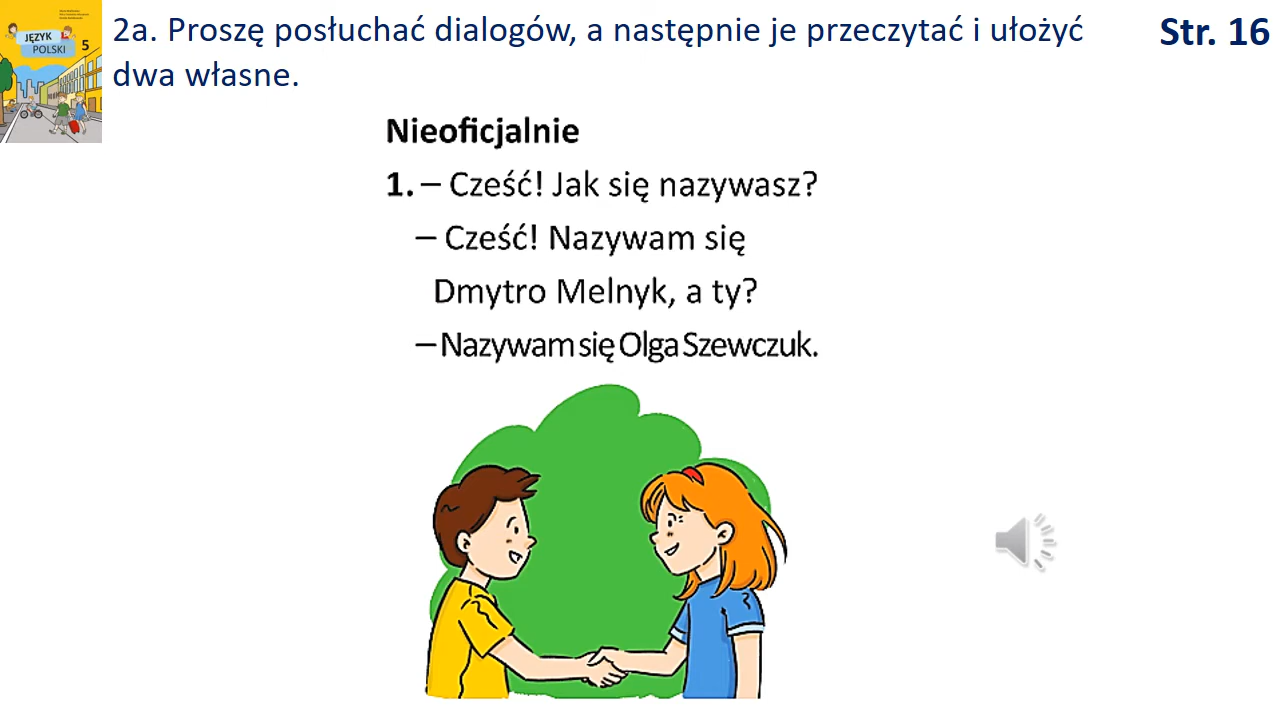 JĘZYK
POLSKI 5
2a. Proszę posłuchać dialogów, a następnie je przeczytać i ułożyć
dwa własne.
Str. 16
Nieoficjalnie
1. – Cześć! Jak się nazywasz?
– Cześć! Nazywam się
Dmytro Melnyk, a ty?
– Nazywam się Olga Szewczuk.